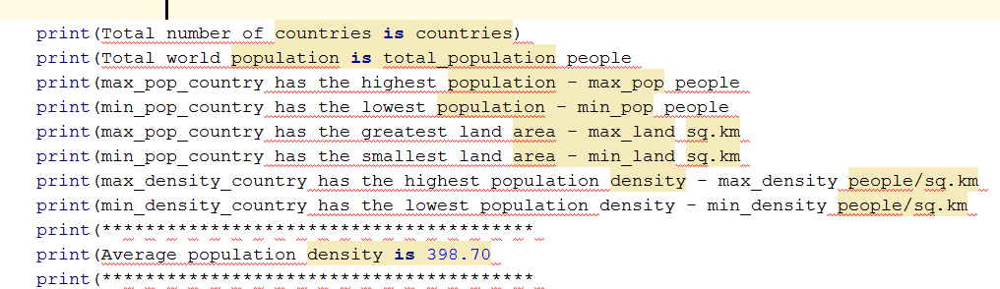 print(Total number of countries is countries)
print(Total world population is total_population people
print(max_pop_country has the highest population - max_pop people
print(min_pop_country has the lowest population - min_pop people
print(max_pop_country has the greatest land area - max_land sq.km
print(min_pop_country has the smallest land area - min_land sq.km
print(max_density_country has the highest population density - max_density people/sq.km
print(min_density_country has the lowest population density - min_density people/sq.km
print(****************************************
print(Average population density is 398.70
print(****************************************